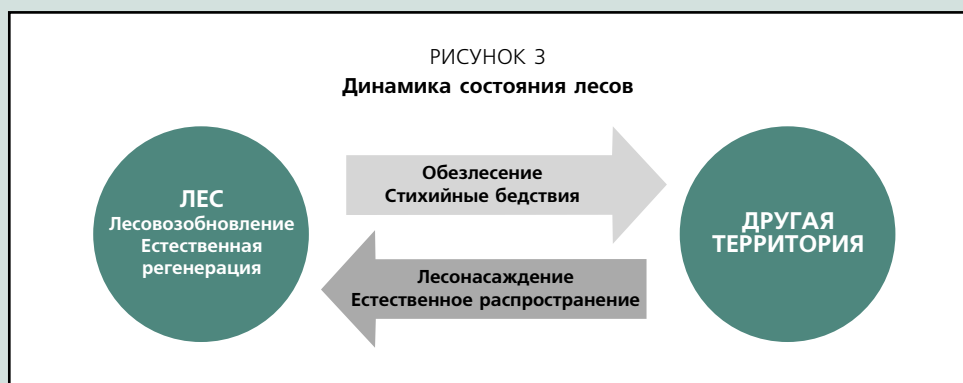 РИСУНОК 3
Динамика состояния лесов
ЛЕС
Лесовозобновление
Естественная
регенерация
Обезлесение
Стихийные бедствия
Лесонасаждение
Естественное распространение
ДРУГАЯ
ТЕРРИТОРИЯ